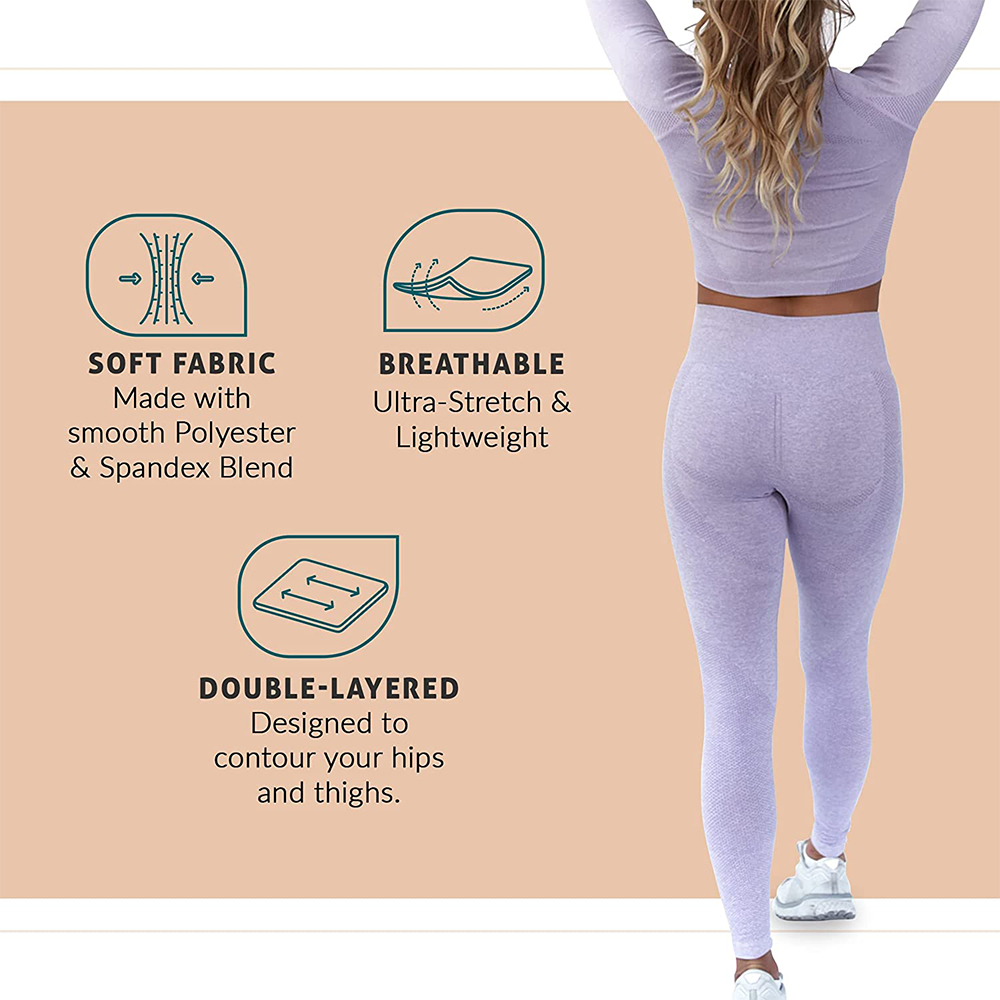 SOFT FABRIC
Made with
smooth Polyester
& Spandex Blend
BREATHABLE
Ultra-Stretch &
Lightweight
DOUBLE-LAYERED
Designed to
contour your hips
and thighs.